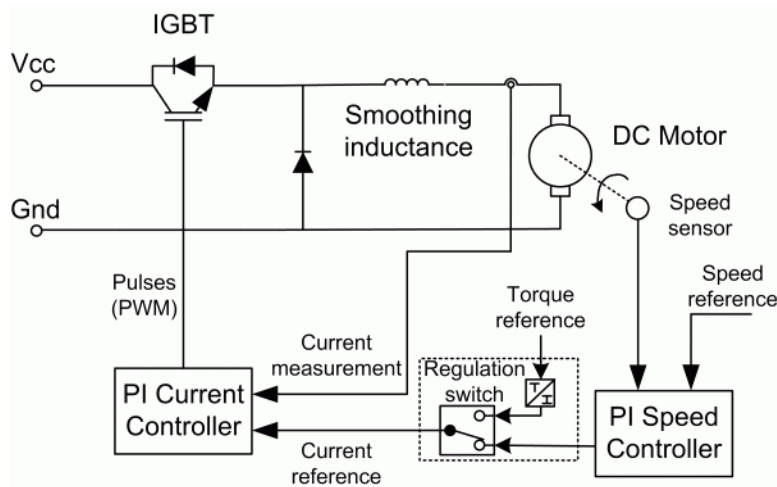 IGBT
Vcc
Smoothing
inductance
DC Motor
Gnd
Speed
sensor
Pulses
(PWM)
Torque
reference
Speed
reference
Current
measurement
Regulation
switch
T
I
PI Current
Controller
PI Speed
Controller
Current
reference